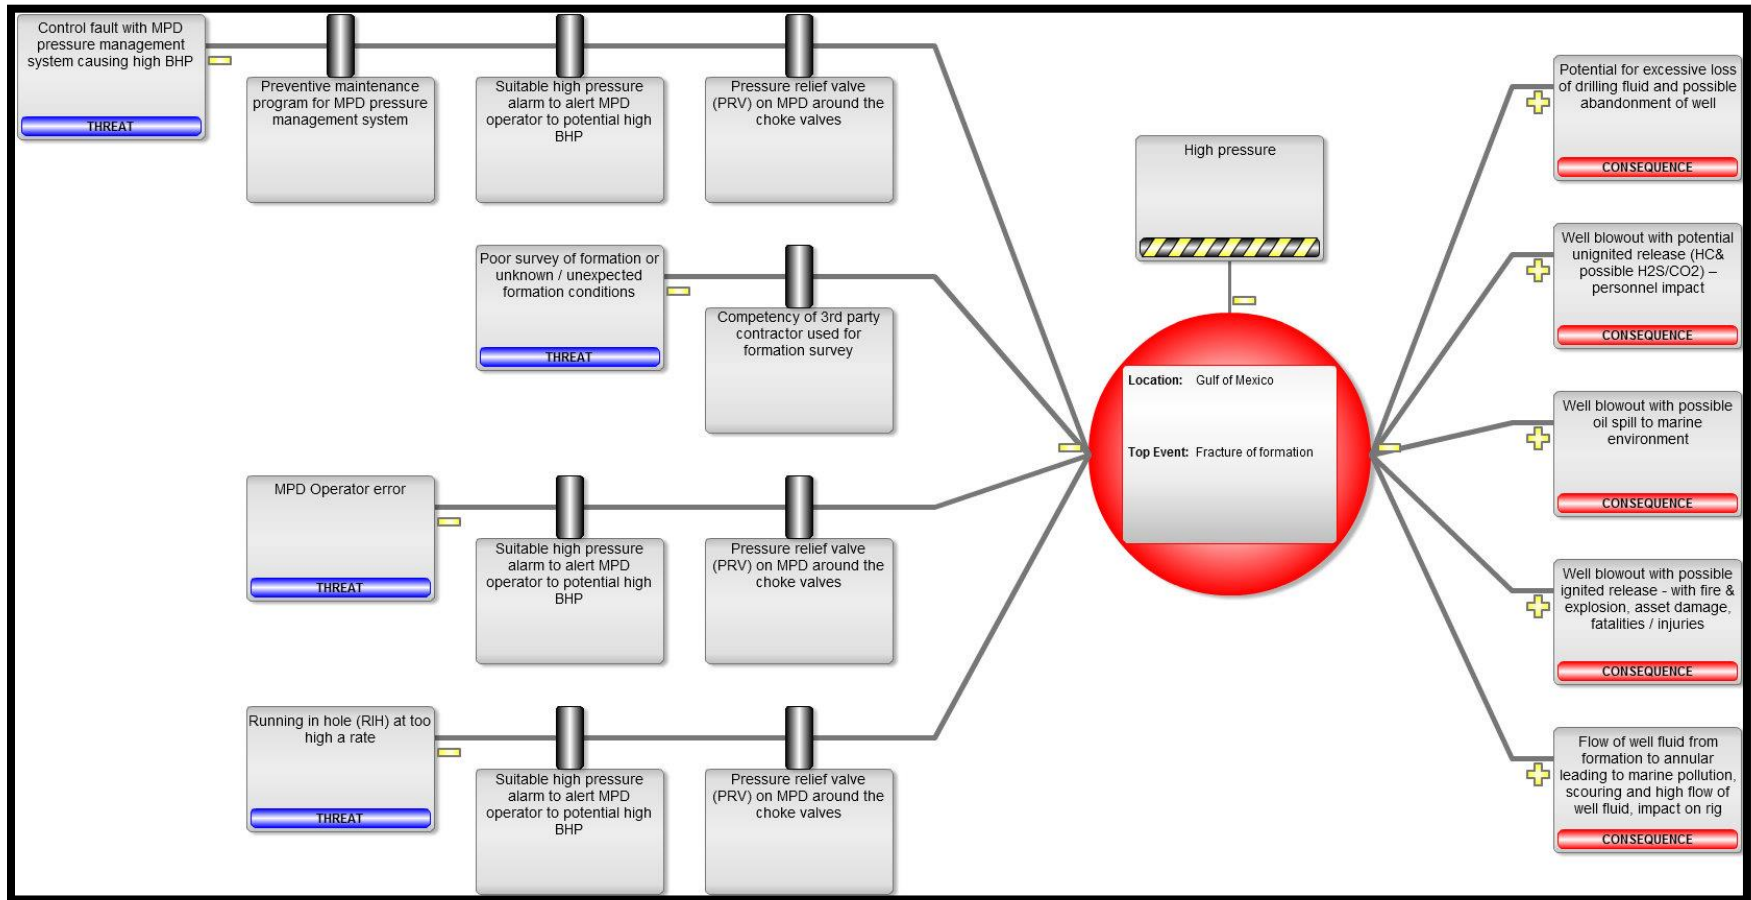 Control fault with MPD
pressure management
system causing high BHP
THREAT
Preventive maintenance
program for MPD pressure
management system
Suitable high pressure
alarm to alert MPD
operator to potential high
BHP
Pressure relief valve
(PRV) on MPD around the
choke valves
Poor survey of formation or
unknown / unexpected
formation conditions
THREAT
Competency of 3rd party
contractor used for
formation survey
MPD Operator error
THREAT
Suitable high pressure
alarm to alert MPD
operator to potential high
BHP
Pressure relief valve
(PRV) on MPD around the
choke valves
Running in hole (RIH) at too
high a rate
THREAT
Suitable high pressure
alarm to alert MPD
operator to potential high
BHP
Pressure relief valve
(PRV) on MPD around the
choke valves
High pressure
Location: Gulf of Mexico
Top Event: Fracture of formation
Potential for excessive loss
of drilling fluid and possible
abandonment of well
CONSEQUENCE
Well blowout with potential
unignited release (HC&
possible H2S/CO2) –
personnel impact
CONSEQUENCE
Well blowout with possible
oil spill to marine
environment
CONSEQUENCE
Well blowout with possible
ignited release - with fire &
explosion, asset damage,
fatalities / injuries
CONSEQUENCE
Flow of well fluid from
formation to annular
leading to marine pollution,
scouring and high flow of
well fluid, impact on rig
CONSEQUENCE